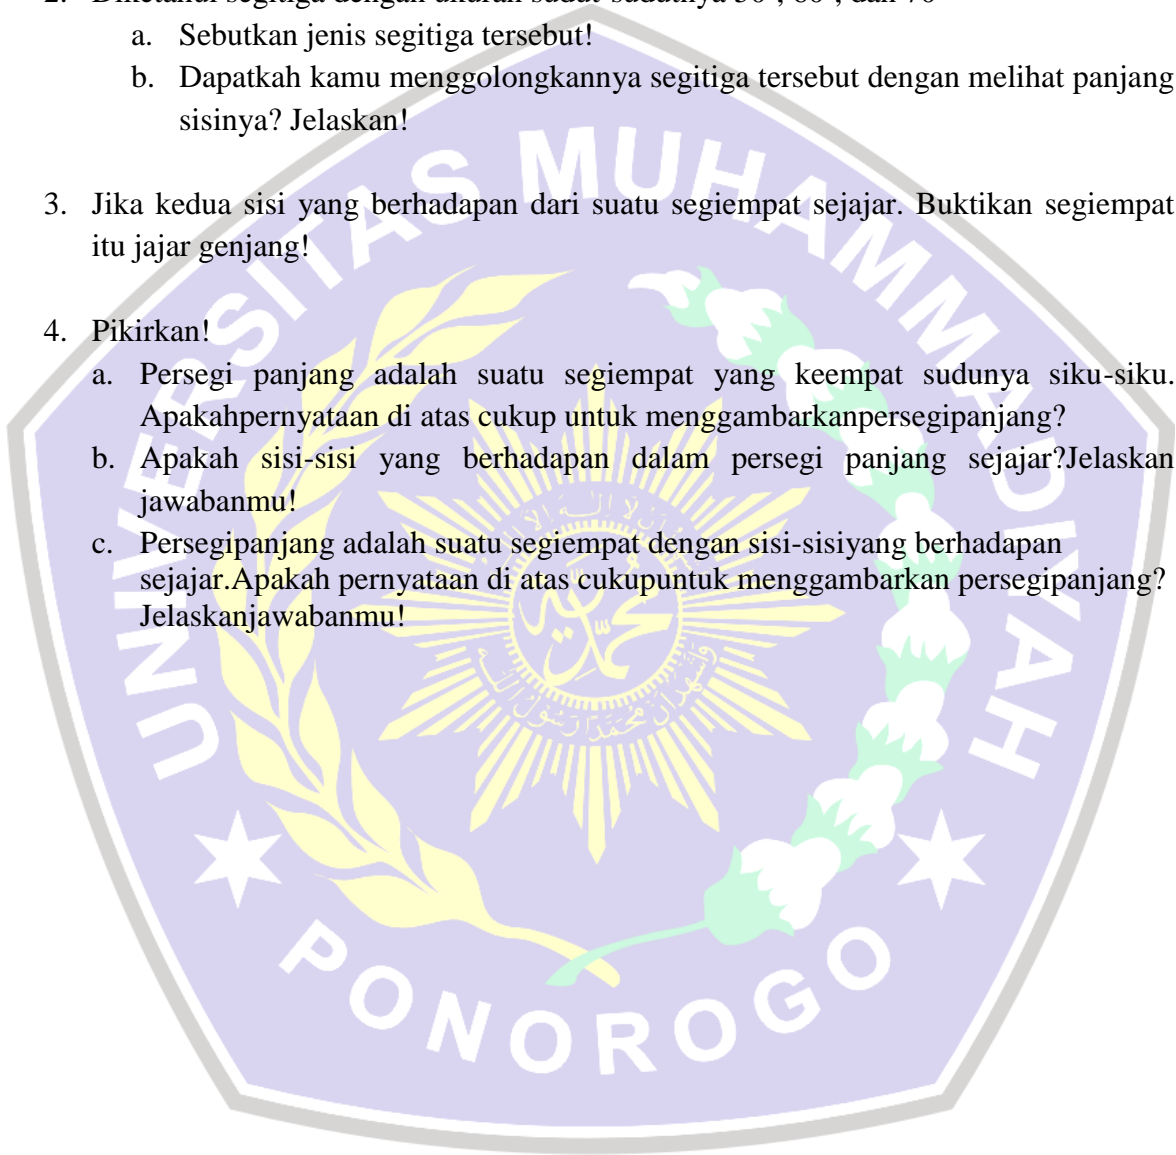 a. Sebutkan jenis segitiga tersebut!
b. Dapatkah kamu menggolongkannya segitiga tersebut dengan melihat panjang
sisinya? Jelaskan!
3. Jika kedua sisi yang berhadapan dari suatu segiempat sejajar. Buktikan segiempat
itu jajar genjang!
4. Pikirkan!
a. Persegi panjang adalah suatu segiempat yang keempat sudunya siku-siku.
Apakahpernyataan di atas cukup untuk menggambarkanpersegipanjang?
b. Apakah sisi-sisi yang berhadapan dalam persegi panjang sejajar?Jelaskan
jawabanmu!
c. Persegipanjang adalah suatu segiempat dengan sisi-sisiyang berhadapan
sejajar.Apakah pernyataan di atas cukupuntuk menggambarkan persegipanjang?
Jelaskanjawabanmu!
UNIVERSITAS MUHAMMADIYAH
PONOROGO
محمد